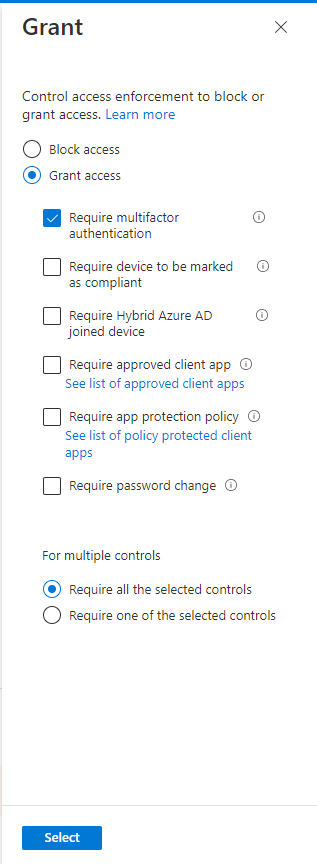 Grant
Control access enforcement to block or
grant access. Learn more
Block access
Grant access
Require multifactor
authentication
Require device to be marked
as compliant
Require Hybrid Azure AD
joined device
Require approved client app
See list of approved client apps
Require app protection policy
See list of policy protected client
apps
Require password change
For multiple controls
Require all the selected controls
Require one of the selected controls
Select